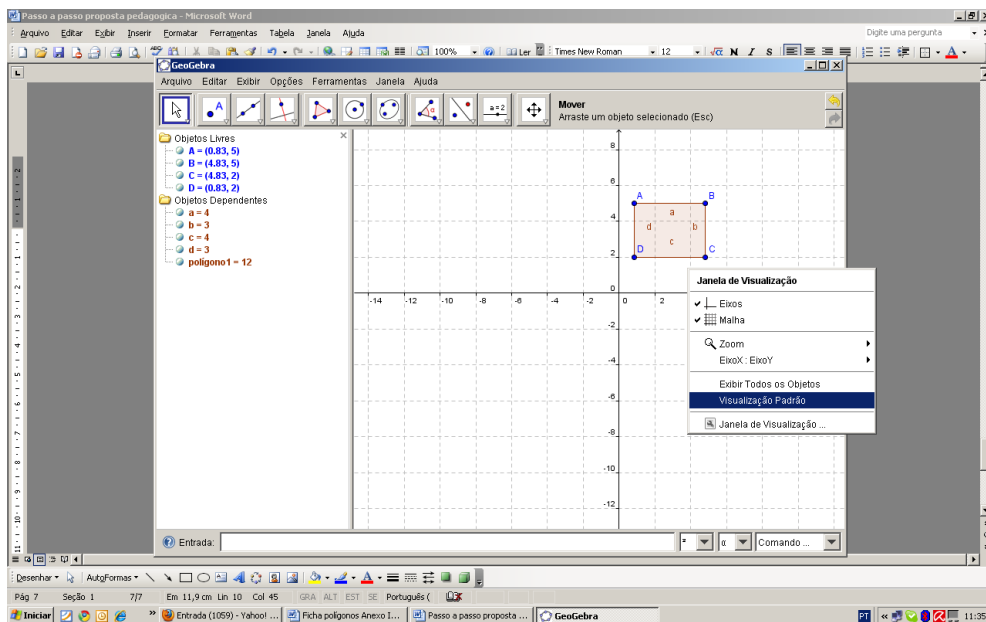 Passo a passo proposta pedagogica - Microsoft Word
Arquivo Editar Exibir Inserir Formatar Ferramentas Tabela Janela Ajuda Digite uma pergunta
100% Ler Times New Roman 12 N I S
GeoGebra
Arquivo Editar Exibir Opções Ferramentas Janela Ajuda
A a=2
Mover
Arraste um objeto selecionado (Esc)
Objetos Livres
A = (0.83, 5)
B = (4.83, 5)
C = (4.83, 2)
D = (0.83, 2)
Objetos Dependentes
a = 4
b = 3
c = 4
d = 3
polígono1 = 12
8
6
A B
4 a
d b
c
2 D C
0
-14 -12 -10 -8 -6 -4 -2 0 2
-2
-4
-6
-8
-10
-12
Janela de Visualização
Eixos
Malha
Zoom
EixoX : EixoY
Exibir Todos os Objetos
Visualização Padrão
Janela de Visualização ...
Entrada: α Comando ...
Desenhar AutoFormas
Pág 7 Seção 1 7/7 Em 11,9 cm Lin 10 Col 45 GRA ALT EST SE Português (
Iniciar Entrada (1059) - Yahoo! ... Ficha polígonos Anexo I... Passo a passo proposta ... GeoGebra PT 11:35